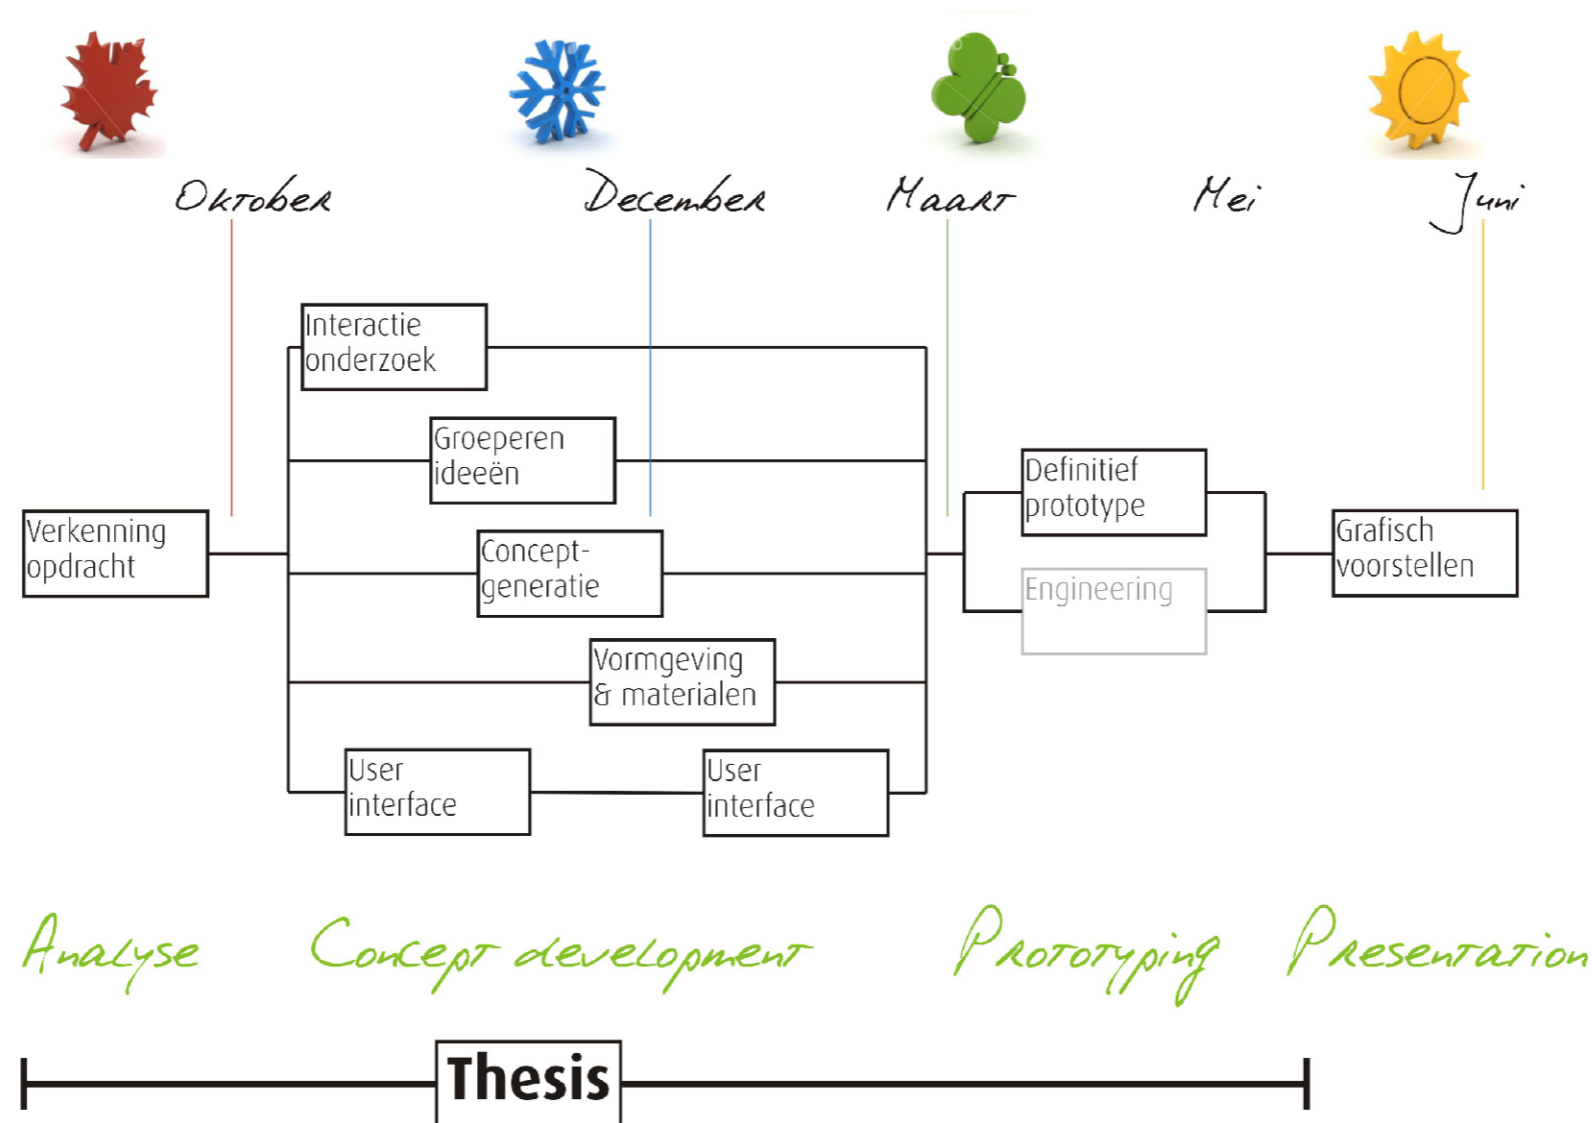 Oktober
December
Maart
Mei
Juni
Interactie
onderzoek
Groeperen
ideeën
Definitief
prototype
Verkenning
opdracht
Concept-
generatie
Grafisch
voorstellen
Engineering
Vormgeving
& materialen
User
interface
User
interface
Analyse
Concept development
Prototyping
Presentation
Thesis